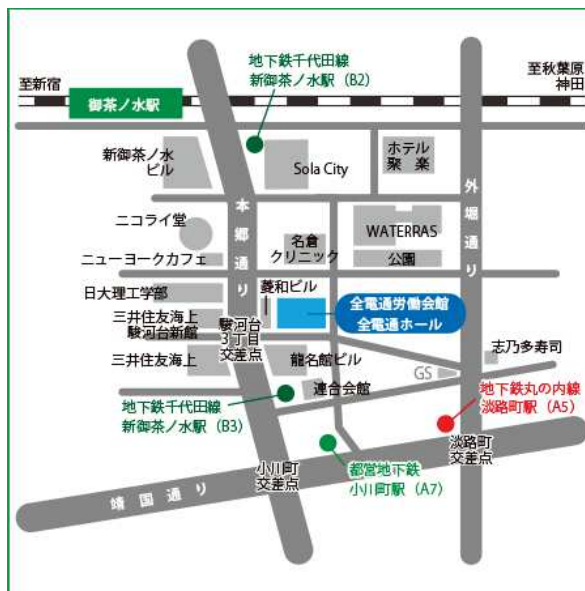 地下鉄千代田線
新御茶ノ水駅（B2）
至新宿
至秋葉原
神田
御茶ノ水駅
新御茶ノ水
ビル
Sola City
ホテル
聚楽
本郷通り
外堀通り
ニコライ堂
名倉
クリニック
WATERRAS
ニューヨークカフェ
公園
日大理工学部
菱和ビル
全電通労働会館
全電通ホール
三井住友海上
駿河台新館
駿河台
3丁目
交差点
三井住友海上
龍名館ビル
志乃多寿司
GS
連合会館
地下鉄千代田線
新御茶ノ水駅（B3）
地下鉄丸の内線
淡路町駅（A5）
淡路町
交差点
小川町
交差点
都営地下鉄
小川町駅（A7）
靖国通り